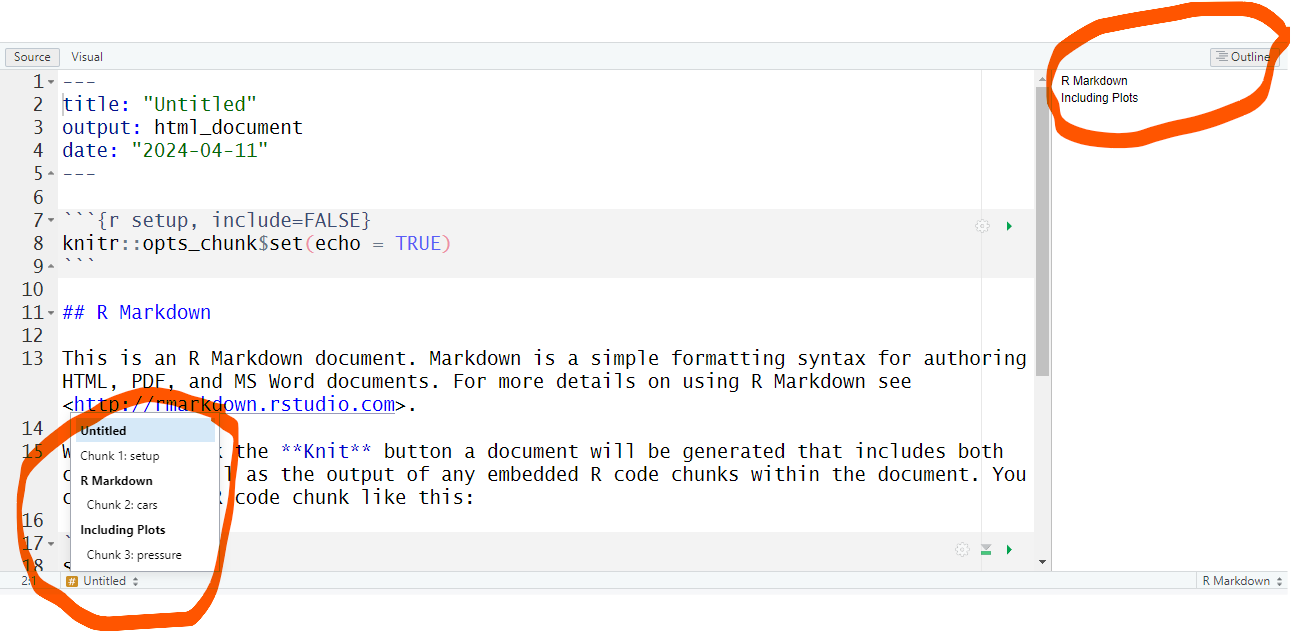 Source Visual Outline
1 ---
2 title: "Untitled"
3 output: html_document
4 date: "2024-04-11"
5 ---
6
7 ```{r setup, include=FALSE}
8 knitr::opts_chunk$set(echo = TRUE)
9 ```
10
11 ## R Markdown
12
13 This is an R Markdown document. Markdown is a simple formatting syntax for authoring
HTML, PDF, and MS Word documents. For more details on using R Markdown see
<http://rmarkdown.rstudio.com>.
14
15 the **Knit** button a document will be generated that includes both
as the output of any embedded R code chunks within the document. You
code chunk like this:
16
17
18
Untitled
Chunk 1: setup
R Markdown
Chunk 2: cars
Including Plots
Chunk 3: pressure
2:1 # Untitled R Markdown
R Markdown
Including Plots